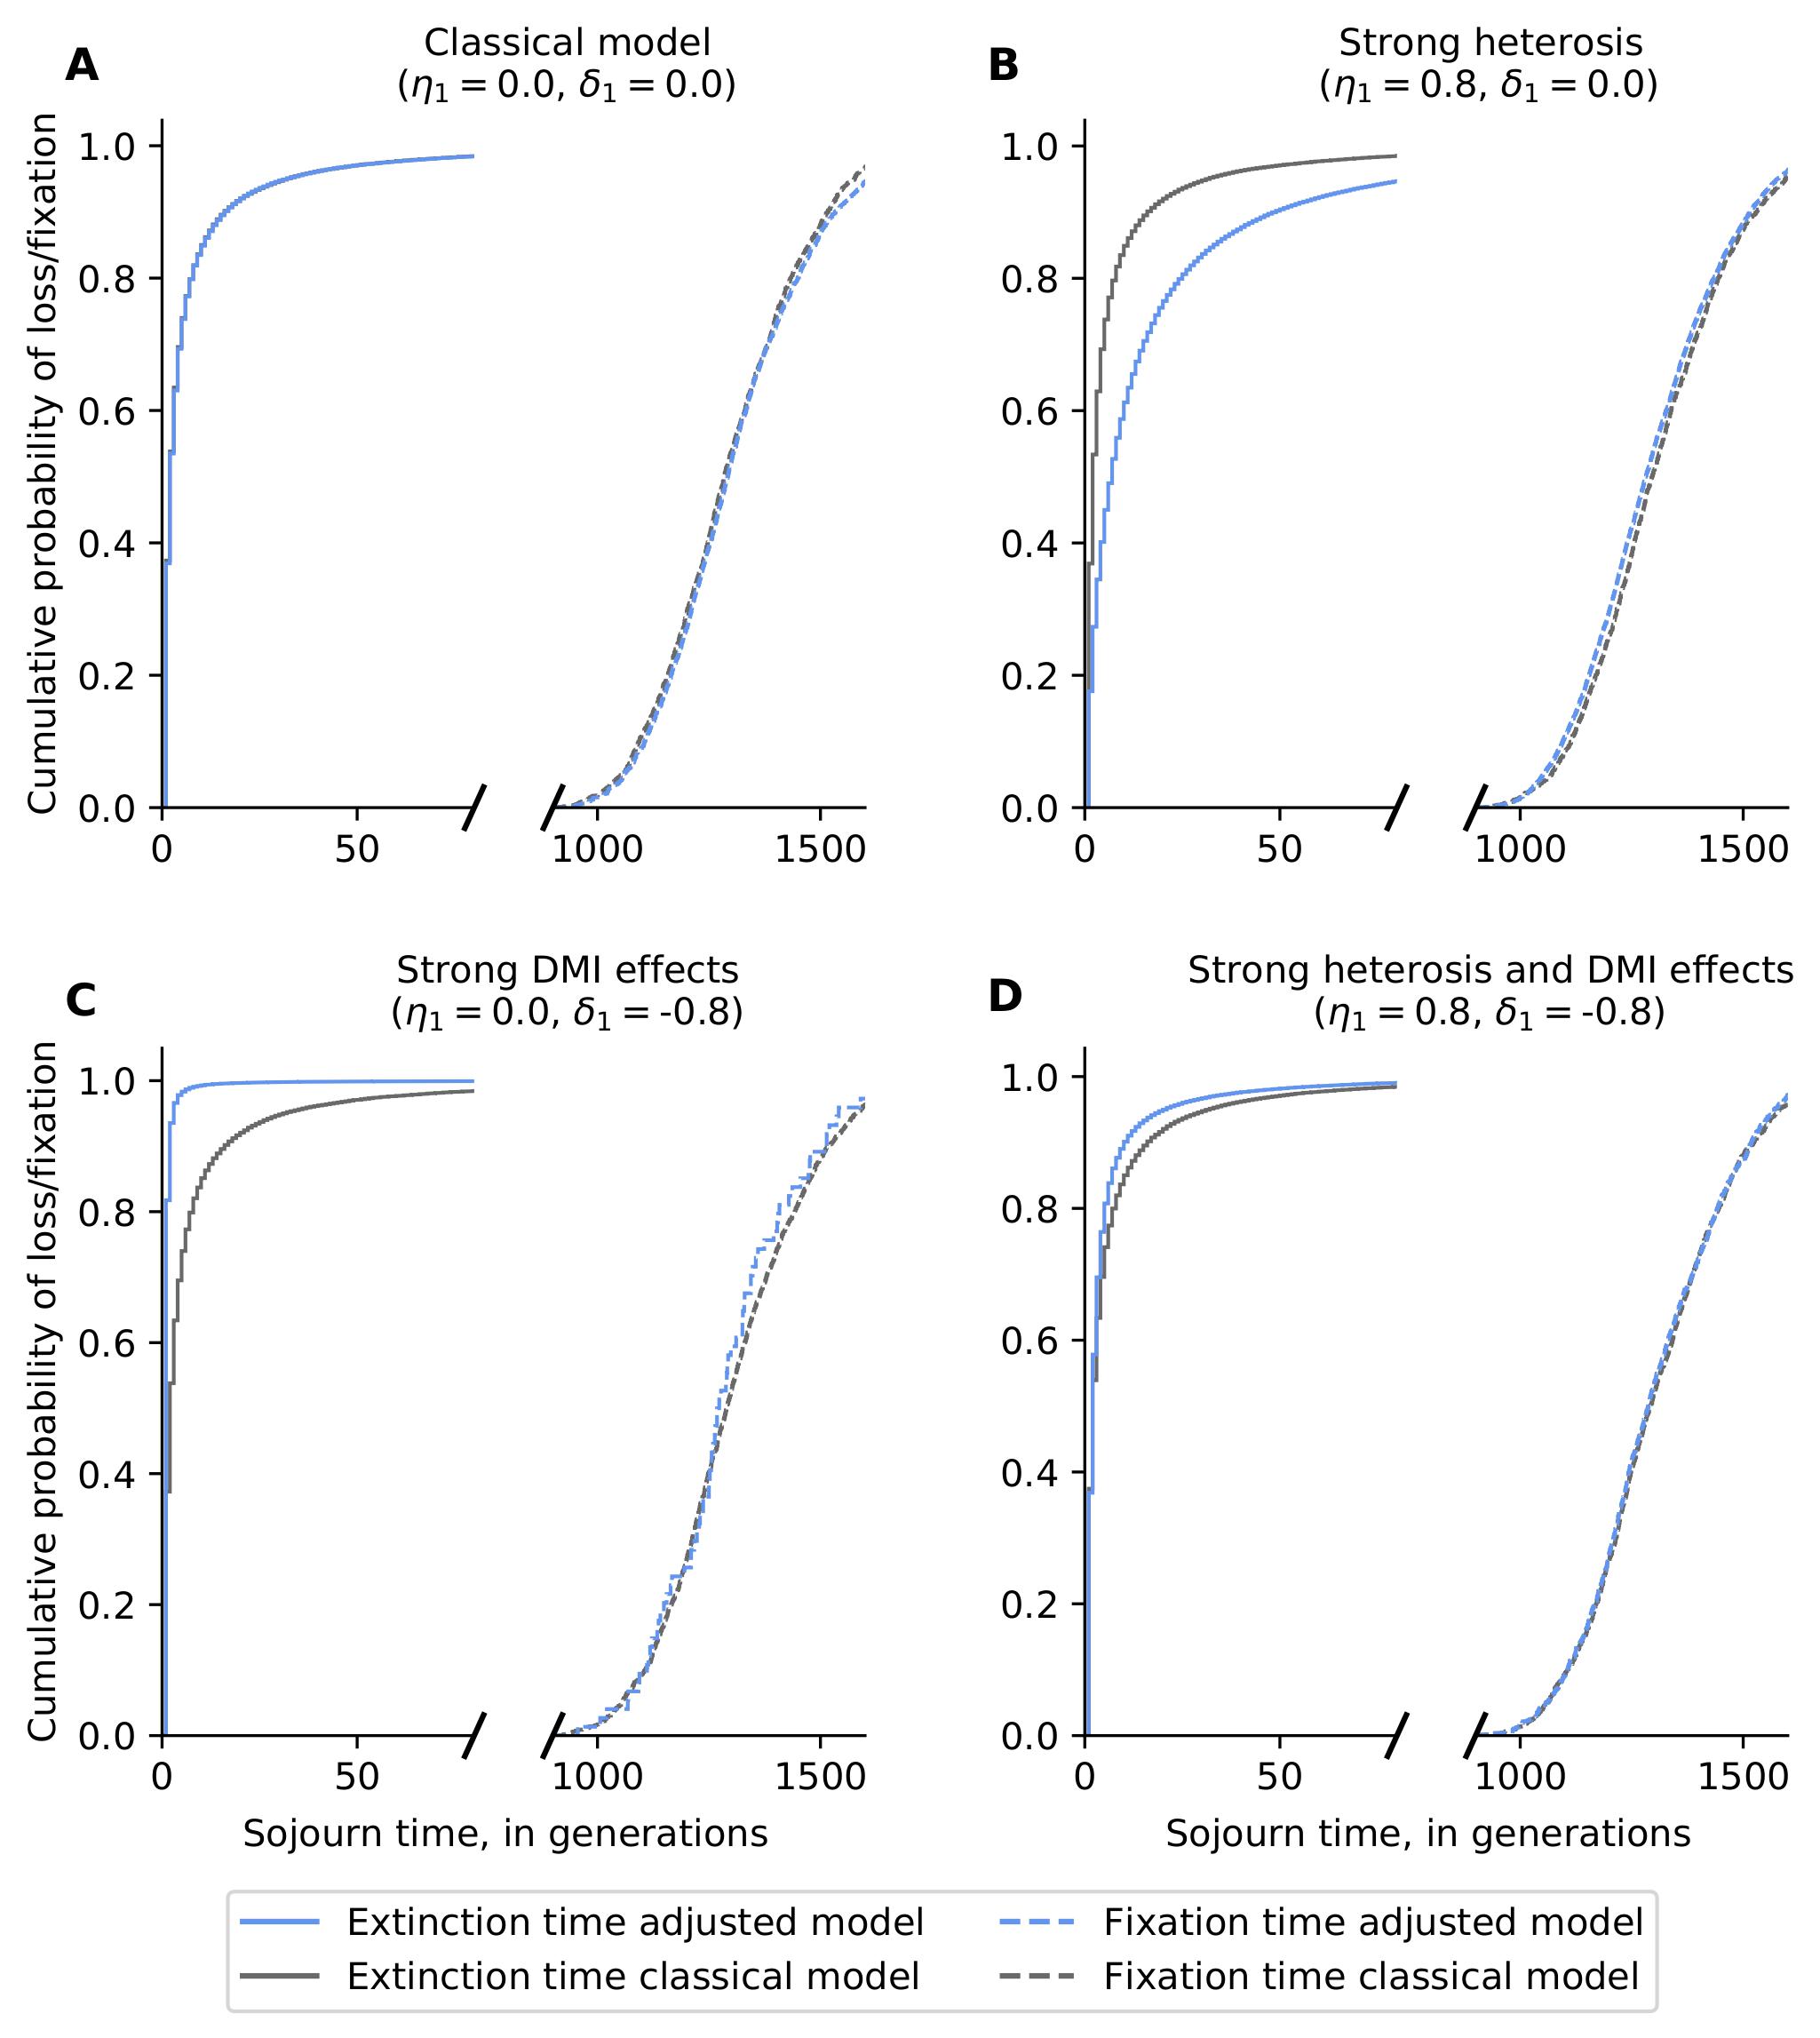 A
Classical model
(η1 = 0.0, δ1 = 0.0)
Cumulative probability of loss/fixation
1.0
0.8
0.6
0.4
0.2
0.0
0
50
1000
1500
B
Strong heterosis
(η1 = 0.8, δ1 = 0.0)
1.0
0.8
0.6
0.4
0.2
0.0
0
50
1000
1500
C
Strong DMI effects
(η1 = 0.0, δ1 = -0.8)
Cumulative probability of loss/fixation
1.0
0.8
0.6
0.4
0.2
0.0
0
50
1000
1500
Sojourn time, in generations
D
Strong heterosis and DMI effects
(η1 = 0.8, δ1 = -0.8)
1.0
0.8
0.6
0.4
0.2
0.0
0
50
1000
1500
Sojourn time, in generations
Extinction time adjusted model
Extinction time classical model
Fixation time adjusted model
Fixation time classical model